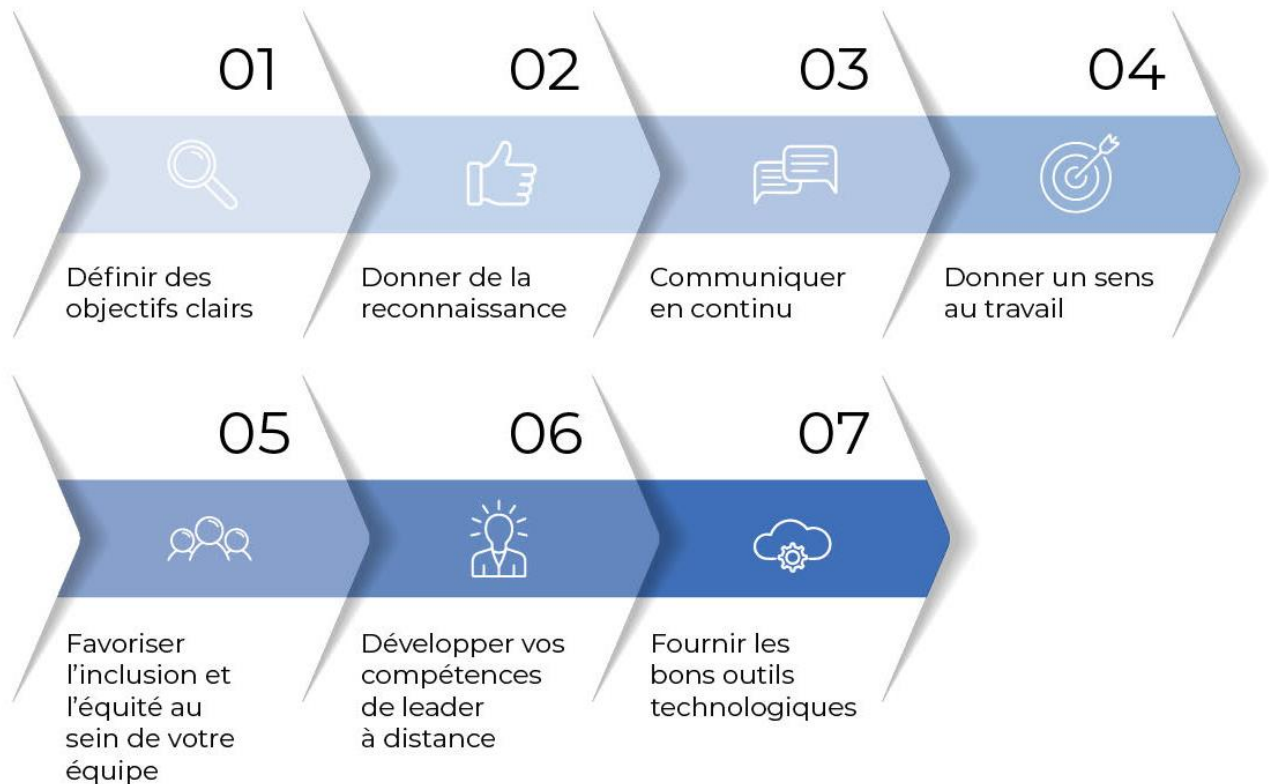 01
Définir des
objectifs clairs
02
Donner de la
reconnaissance
03
Communiquer
en continu
04
Donner un sens
au travail
05
Favoriser
l’inclusion et
l’équité au
sein de votre
équipe
06
Développer vos
compétences
de leader
à distance
07
Fournir les
bons outils
technologiques